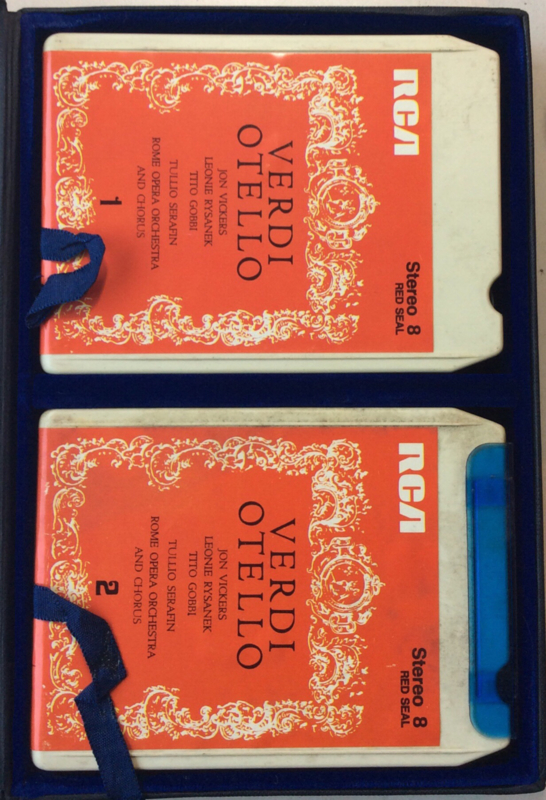 RCA
Stereo 8
RED SEAL
VERDI
OTELLO
JON VICKERS
LEONIE RYSANEK
TITO GOBBI
TULLIO SERAFIN
ROME OPERA ORCHESTRA
AND CHORUS
1
RCA
Stereo 8
RED SEAL
VERDI
OTELLO
JON VICKERS
LEONIE RYSANEK
TITO GOBBI
TULLIO SERAFIN
ROME OPERA ORCHESTRA
AND CHORUS
2